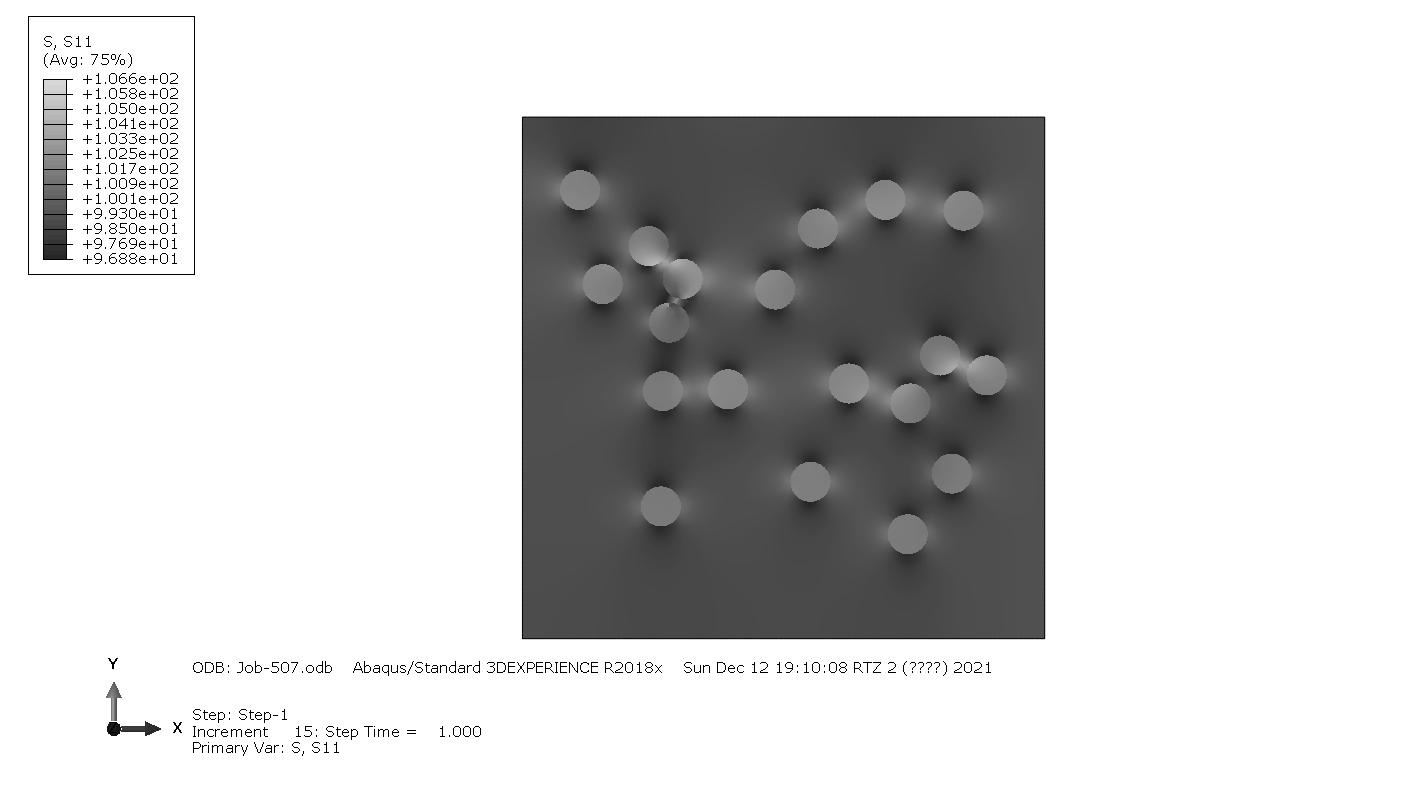 S, S11
(Avg: 75%)
+1.066e+02
+1.058e+02
+1.050e+02
+1.041e+02
+1.033e+02
+1.025e+02
+1.017e+02
+1.009e+02
+1.001e+02
+9.930e+01
+9.850e+01
+9.769e+01
+9.688e+01
Y
X
ODB: Job-507.odb Abaqus/Standard 3DEXPERIENCE R2018x Sun Dec 12 19:10:08 RTZ 2 (????) 2021
Step: Step-1
Increment 15: Step Time = 1.000
Primary Var: S, S11